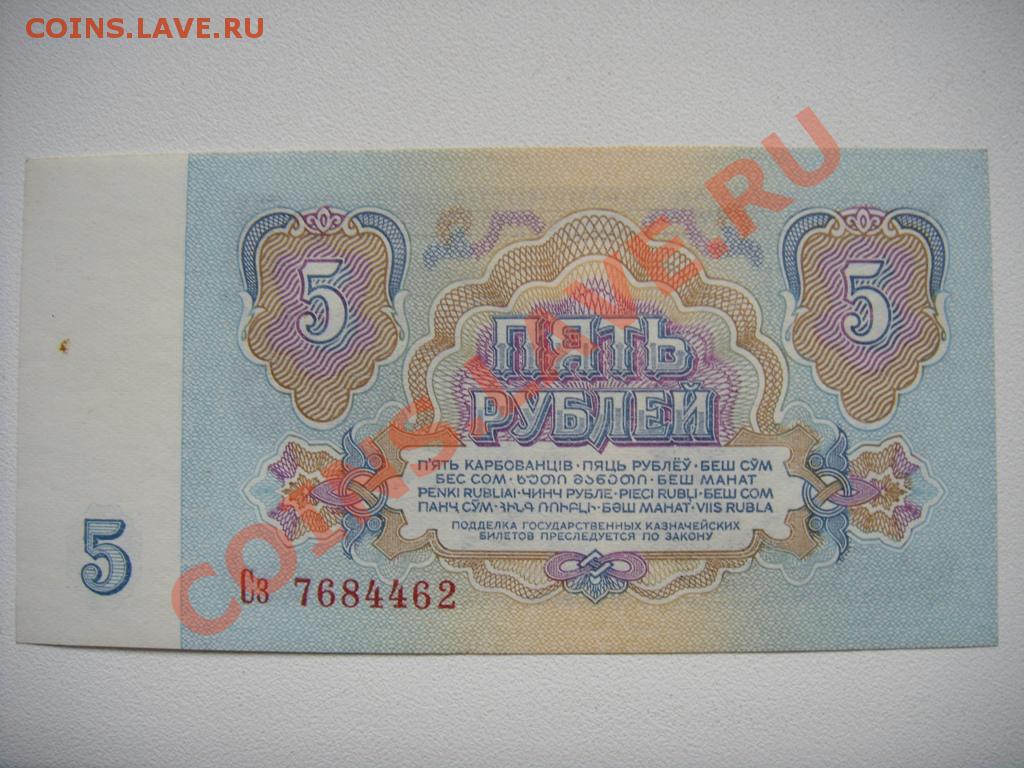 COINS.LAVE.RU
5
5
ПЯТЬ
РУБЛЕЙ
П'ЯТЬ КАРБОВАНЦІВ · ПЯЦЬ РУБЛЁЎ · БЕШ СЎМ
БЕС СОМ · ხუთი მანეთი · БЕШ МАНАТ
PENKI RUBLIAI · ЧИНЧ РУБЛЕ · PIECI RUBĻI · БЕШ СОМ
ПАНҶ СЎМ · ՀԻՆԳ ՌՈՒԲԼԻ · БӘШ МАНАТ · VIIS RUBLA
ПОДДЕЛКА ГОСУДАРСТВЕННЫХ КАЗНАЧЕЙСКИХ
БИЛЕТОВ ПРЕСЛЕДУЕТСЯ ПО ЗАКОНУ
5
Сз 7684462
COINS.LAVE.RU